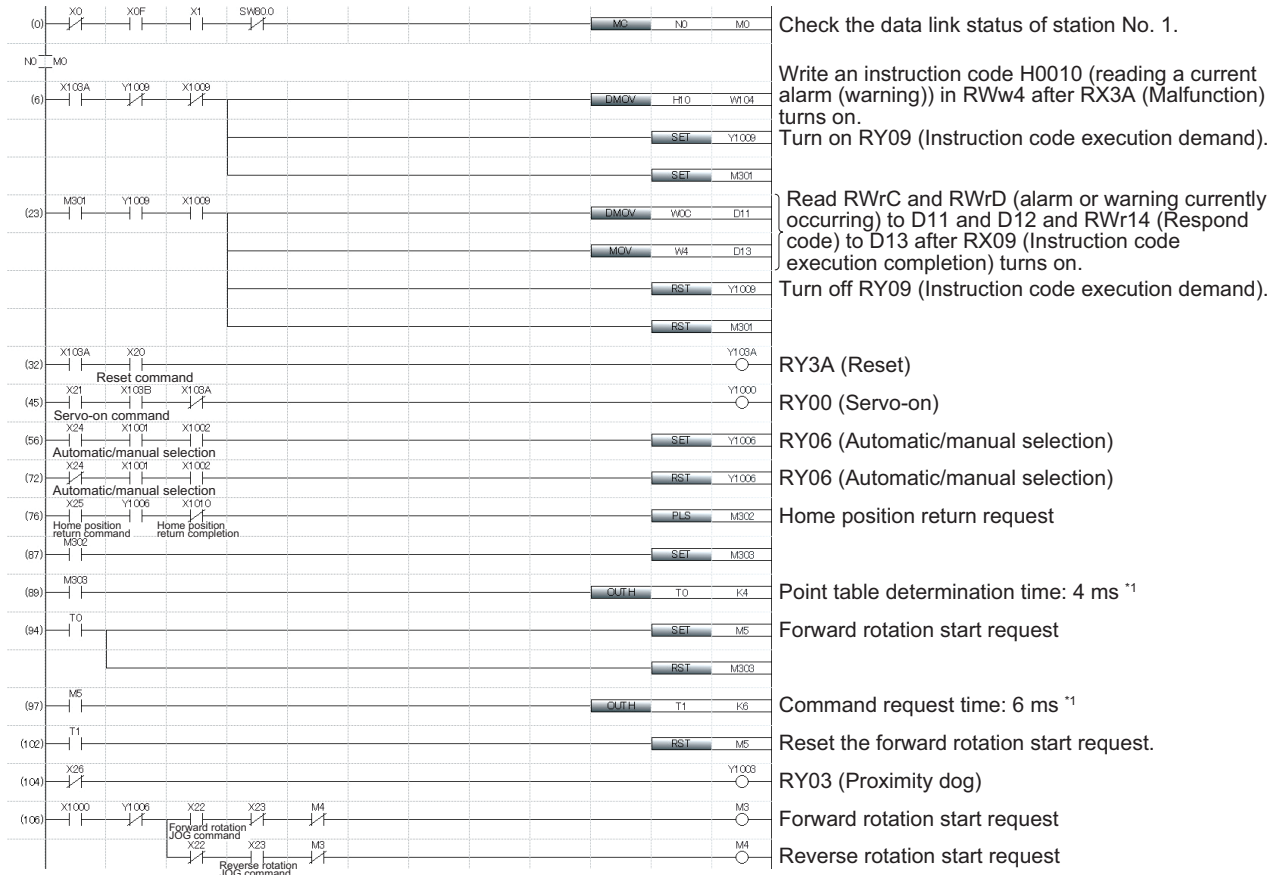 X0 X0F X1 SW80.0
(0) MC N0 M0 Check the data link status of station No. 1.
N0 M0
Write an instruction code H0010 (reading a current
alarm (warning)) in RWw4 after RX3A (Malfunction)
turns on.
X103A Y1009 X1009
(6) DMOV H10 W104
SET Y1009 Turn on RY09 (Instruction code execution demand).
SET M301
M301 Y1009 X1009
(23) DMOV W0C D11
MOV W4 D13
Read RWrC and RWrD (alarm or warning currently
occurring) to D11 and D12 and RWr14 (Respond
code) to D13 after RX09 (Instruction code
execution completion) turns on.
RST Y1009 Turn off RY09 (Instruction code execution demand).
RST M301
X103A X20 Y103A
(32) RY3A (Reset)
Reset command
X21 X103B X103A Y1000
(45) RY00 (Servo-on)
Servo-on command
X24 X1001 X1002
(56) SET Y1006 RY06 (Automatic/manual selection)
Automatic/manual selection
X24 X1001 X1002
(72) RST Y1006 RY06 (Automatic/manual selection)
Automatic/manual selection
X25 Y1006 X1010
(76) PLS M302 Home position return request
Home position Home position
return command return completion
M302
(87) SET M303
M303
(89) OUTH T0 K4 Point table determination time: 4 ms *1
T0
(94) SET M5 Forward rotation start request
RST M303
M5
(97) OUTH T1 K6 Command request time: 6 ms *1
T1
(102) RST M5 Reset the forward rotation start request.
X26 Y1003
(104) RY03 (Proximity dog)
X1000 Y1006 X22 X23 M4 M3
(106) Forward rotation start request
Forward rotation
JOG command
X22 X23 M3 M4
Reverse rotation start request
Reverse rotation
JOG command